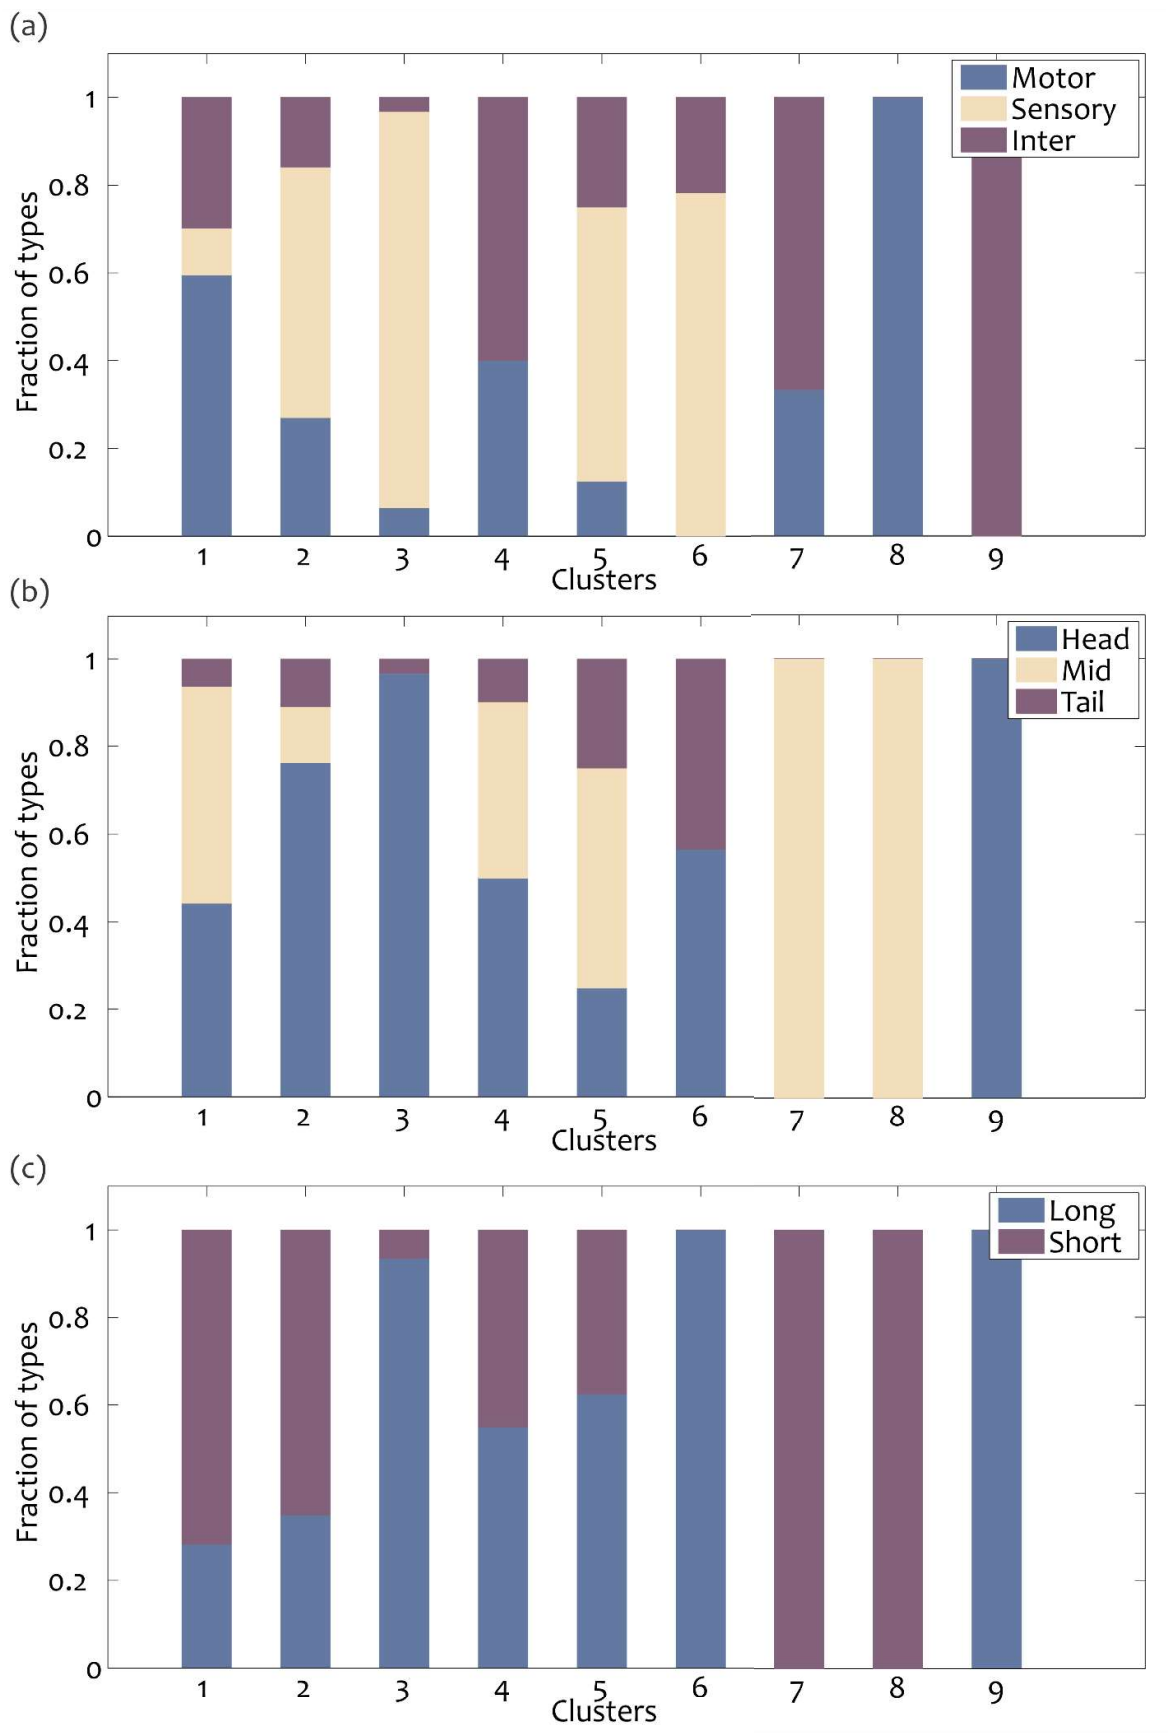 (a)
Motor
Sensory
Inter
1
0.8
0.6
0.4
0.2
0
Fraction of types
1 2 3 4 5 6 7 8 9
Clusters
(b)
Head
Mid
Tail
1
0.8
0.6
0.4
0.2
0
Fraction of types
1 2 3 4 5 6 7 8 9
Clusters
(c)
Long
Short
1
0.8
0.6
0.4
0.2
0
Fraction of types
1 2 3 4 5 6 7 8 9
Clusters